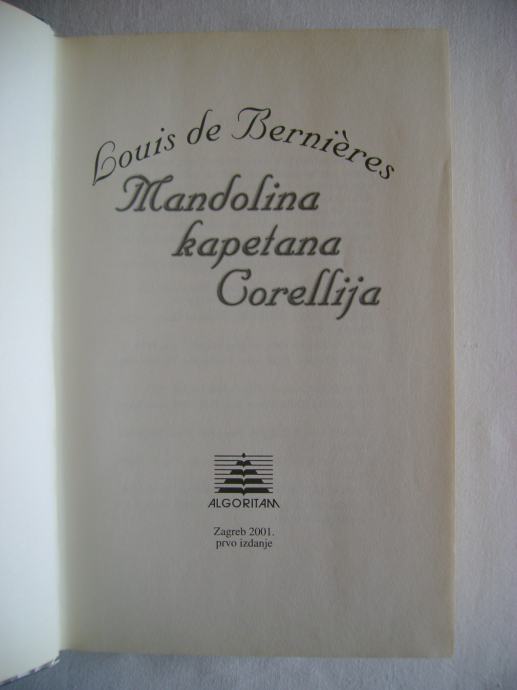 Louis de Bernières
Mandolina
kapetana
Corellija
ALGORITAM
Zagreb 2001.
prvo izdanje